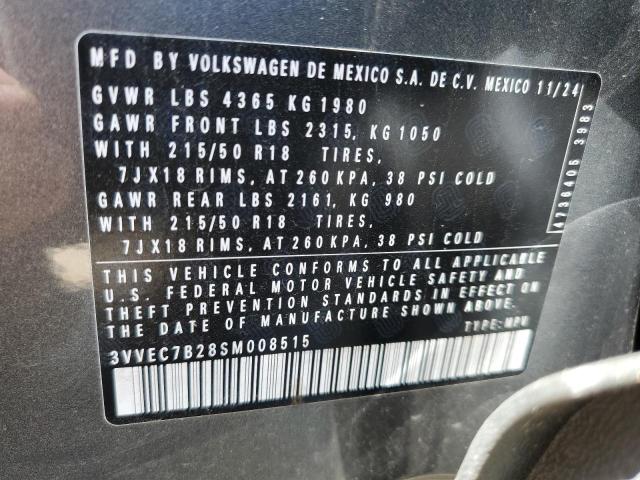 MFD BY VOLKSWAGEN DE MEXICO S.A. DE C.V. MEXICO 11/24
GVWR LBS 4365 KG 1980
GAWR FRONT LBS 2315, KG 1050
WITH 215/50 R18 TIRES,
7JX18 RIMS, AT 260 KPA, 38 PSI COLD
GAWR REAR LBS 2161, KG 980
WITH 215/50 R18 TIRES,
7JX18 RIMS, AT 260 KPA, 38 PSI COLD
4736405 3983
THIS VEHICLE CONFORMS TO ALL APPLICABLE
U.S. FEDERAL MOTOR VEHICLE SAFETY AND
THEFT PREVENTION STANDARDS IN EFFECT ON
THE DATE OF MANUFACTURE SHOWN ABOVE.
3VVEC7B28SM008515 TYPE:MPV